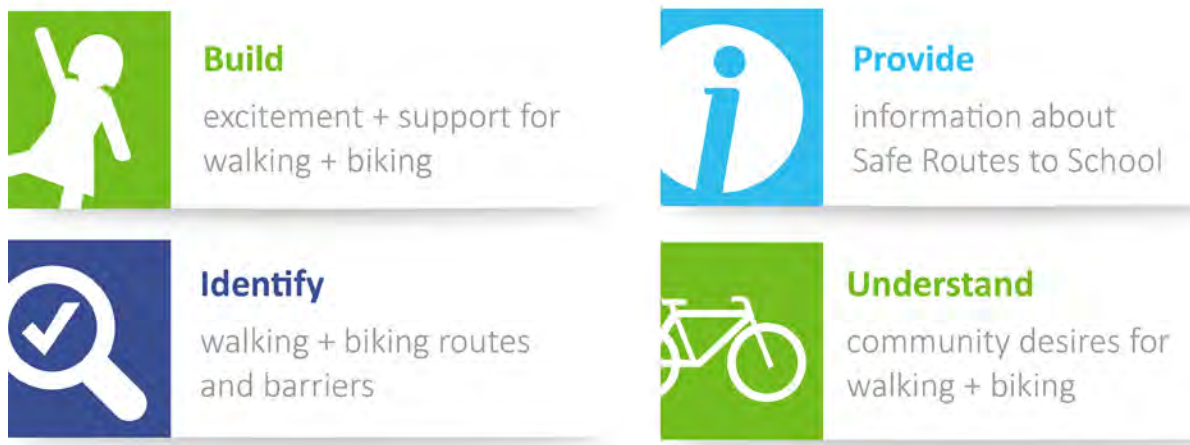 Build
excitement + support for
walking + biking
Provide
information about
Safe Routes to School
Identify
walking + biking routes
and barriers
Understand
community desires for
walking + biking